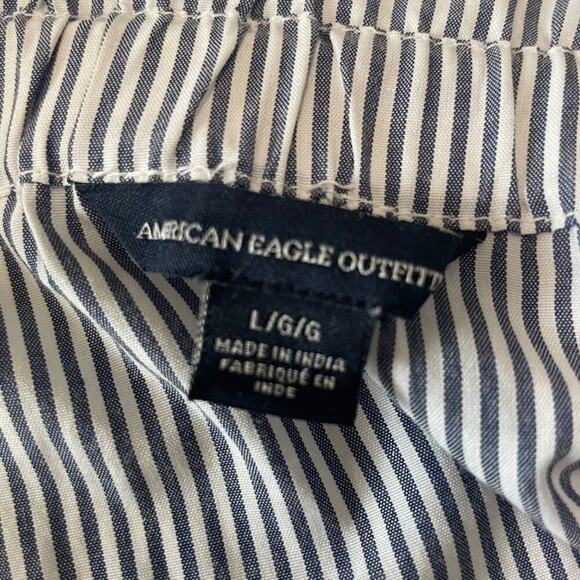 AMERICAN EAGLE OUTFITT
L/G/G
MADE IN INDIA
FABRIQUÉ EN
INDE